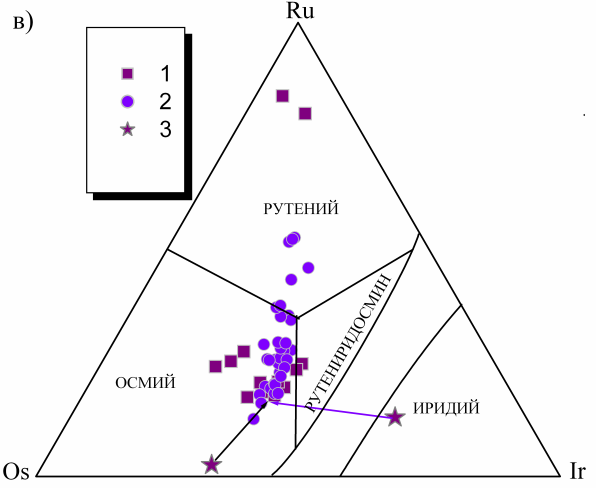 в)
Ru
1
2
3
РУТЕНИЙ
РУТЕНИРИДОСМИН
ОСМИЙ
ИРИДИЙ
Os
Ir